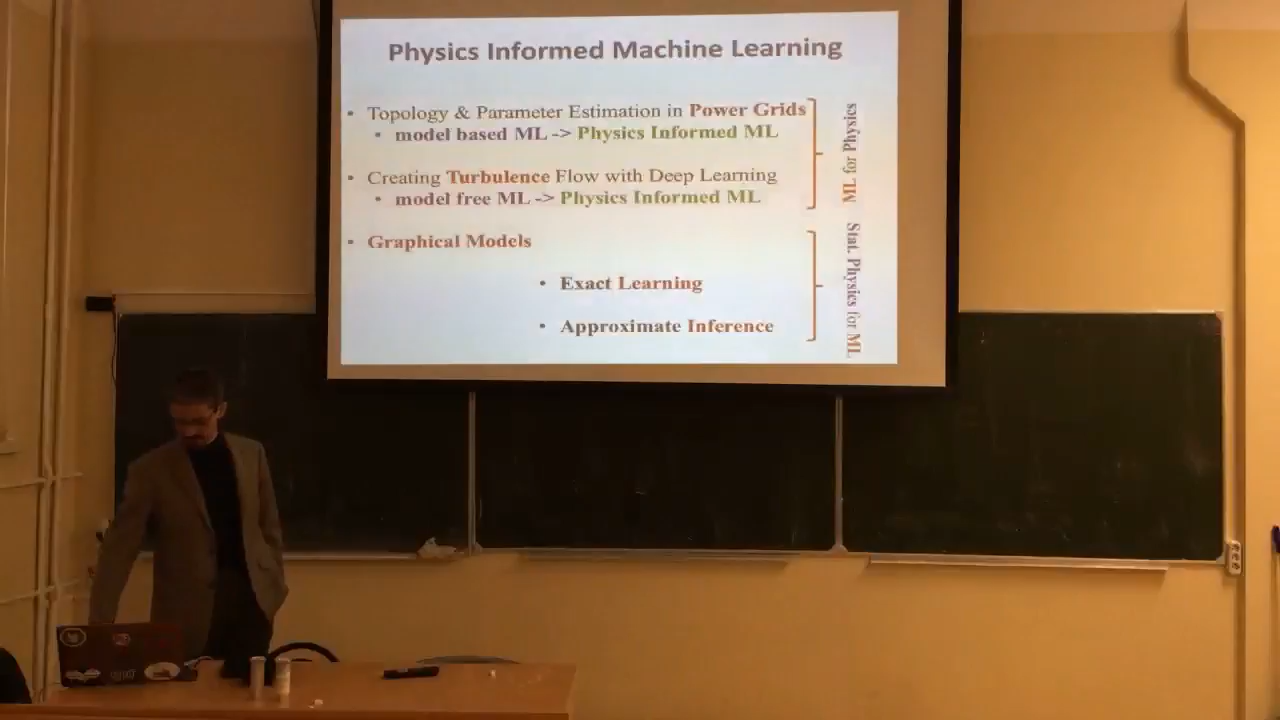 Physics Informed Machine Learning
• Topology & Parameter Estimation in Power Grids
• model based ML -> Physics Informed ML
• Creating Turbulence Flow with Deep Learning
• model free ML -> Physics Informed ML
ML for Physics
• Graphical Models
• Exact Learning
• Approximate Inference
Stat. Physics for ML